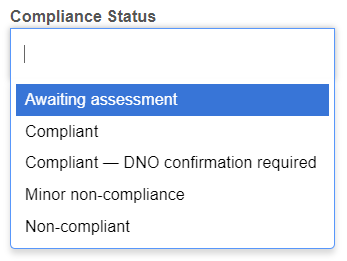 Compliance Status
Awaiting assessment
Compliant
Compliant — DNO confirmation required
Minor non-compliance
Non-compliant